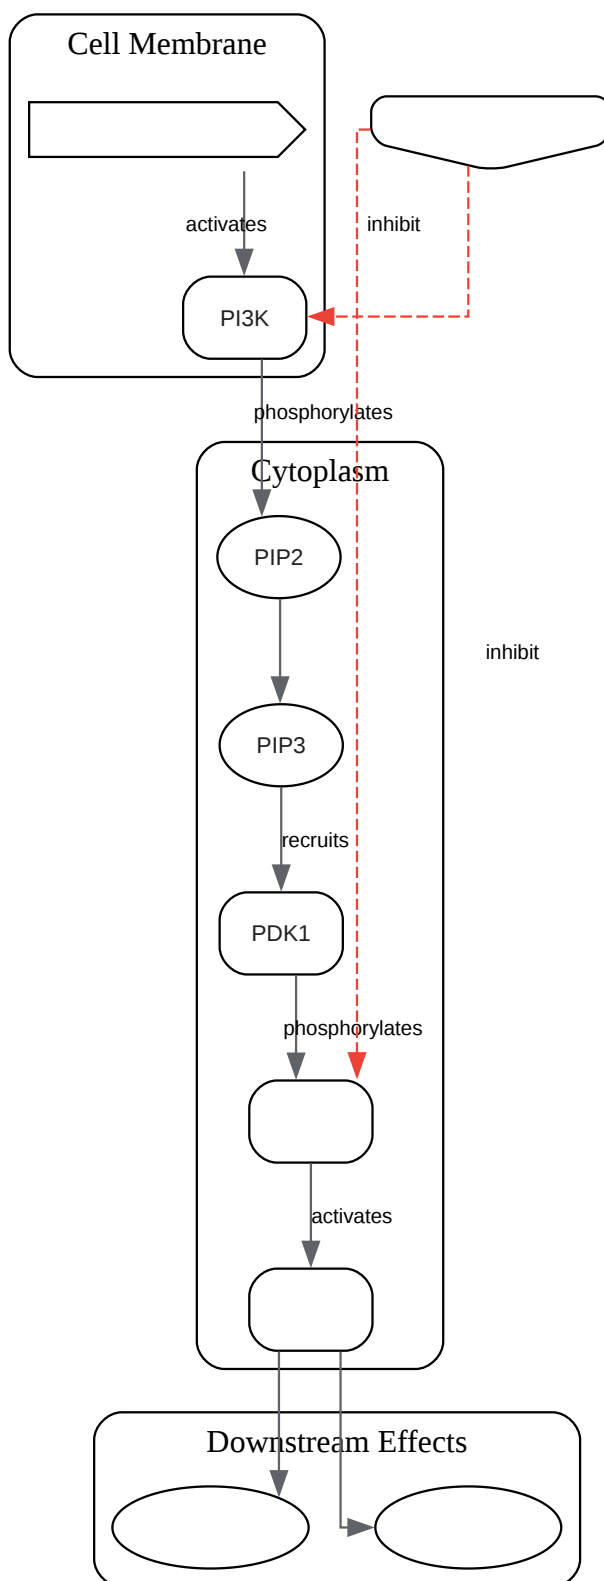 Cell Membrane
activates
inhibit
PI3K
phosphorylates
Cytoplasm
PIP2
inhibit
PIP3
recruits
PDK1
phosphorylates
activates
Downstream Effects